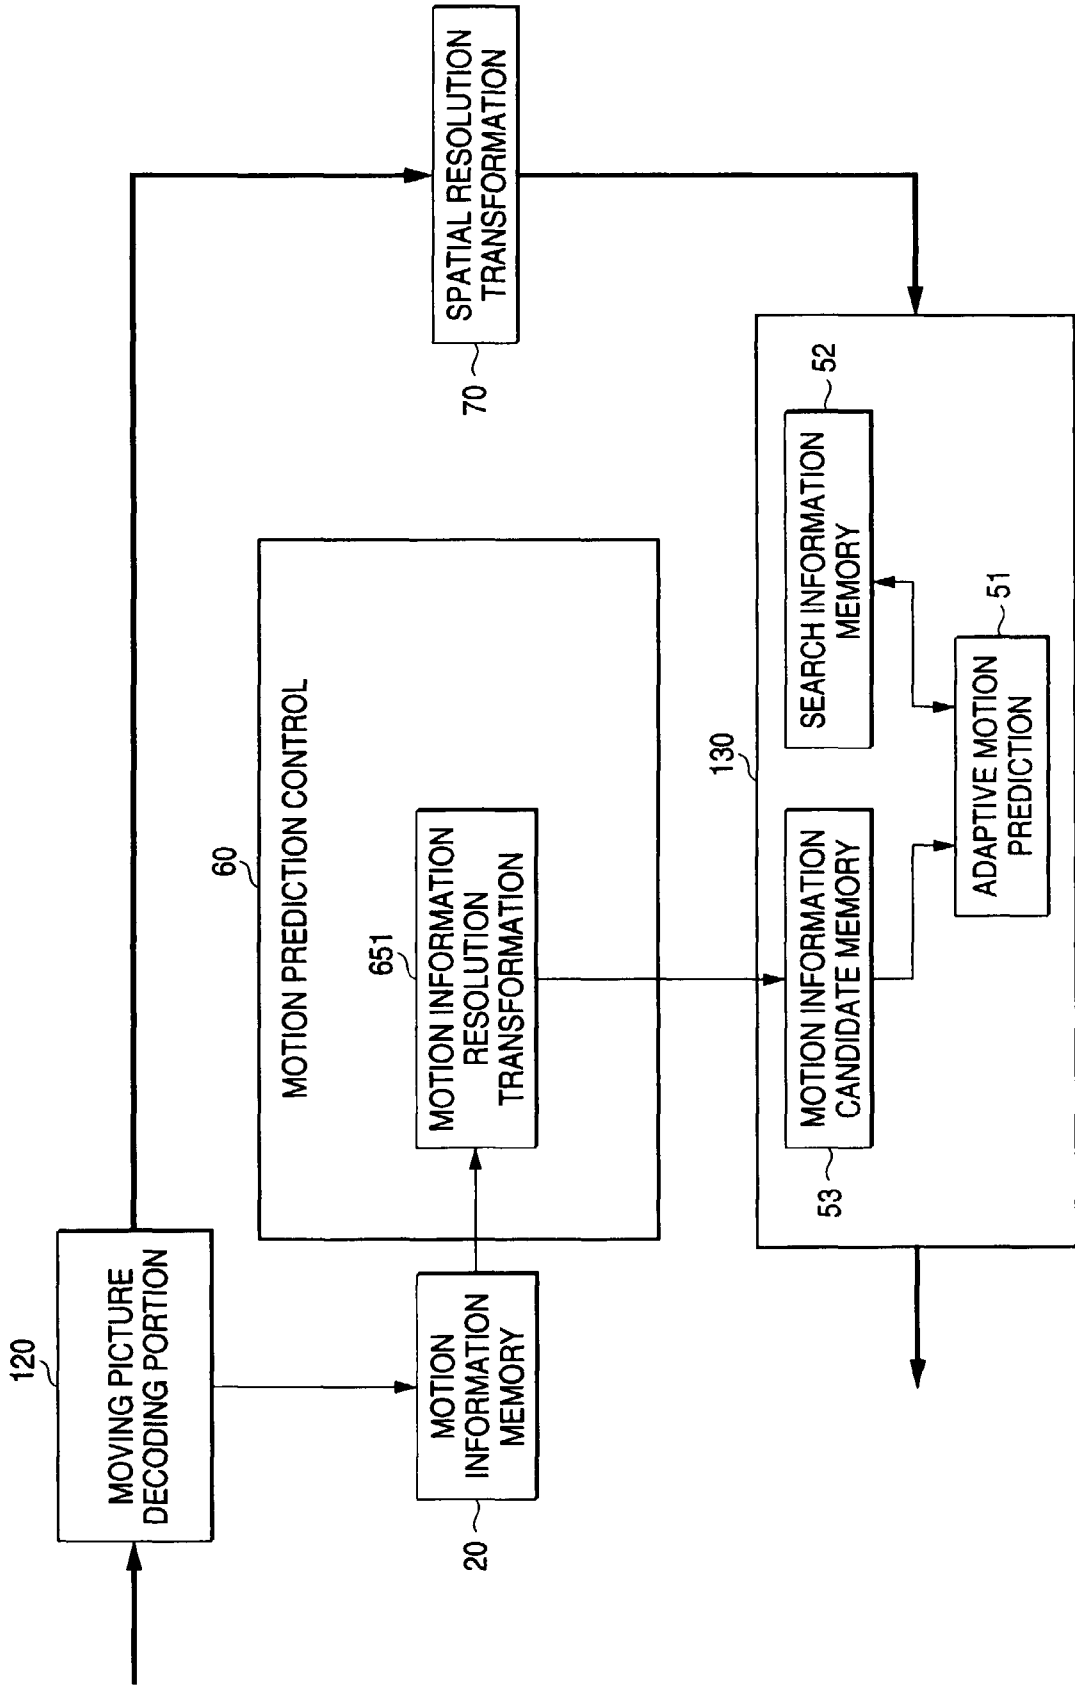 120
MOVING PICTURE
DECODING PORTION
MOTION
INFORMATION
MEMORY
20
60
MOTION PREDICTION CONTROL
651
MOTION INFORMATION
RESOLUTION
TRANSFORMATION
SPATIAL RESOLUTION
TRANSFORMATION
70
130
MOTION INFORMATION
CANDIDATE MEMORY
53
SEARCH INFORMATION
MEMORY
52
ADAPTIVE MOTION
PREDICTION
51